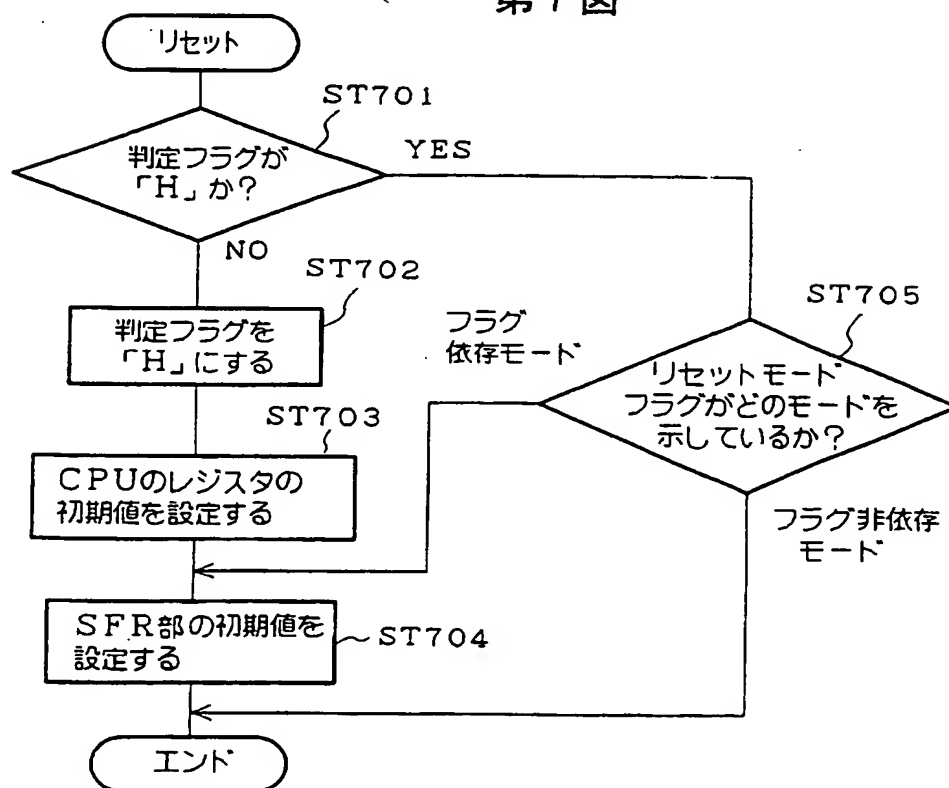 第7図
リセット
ST701
判定フラグが
「H」か?
YES
NO
ST702
判定フラグを
「H」にする
ST703
CPUのレジスタの
初期値を設定する
フラグ
依存モード
ST705
リセットモード
フラグがどのモードを
示しているか?
フラグ非依存
モード
SFR部の初期値を
設定する
ST704
エンド